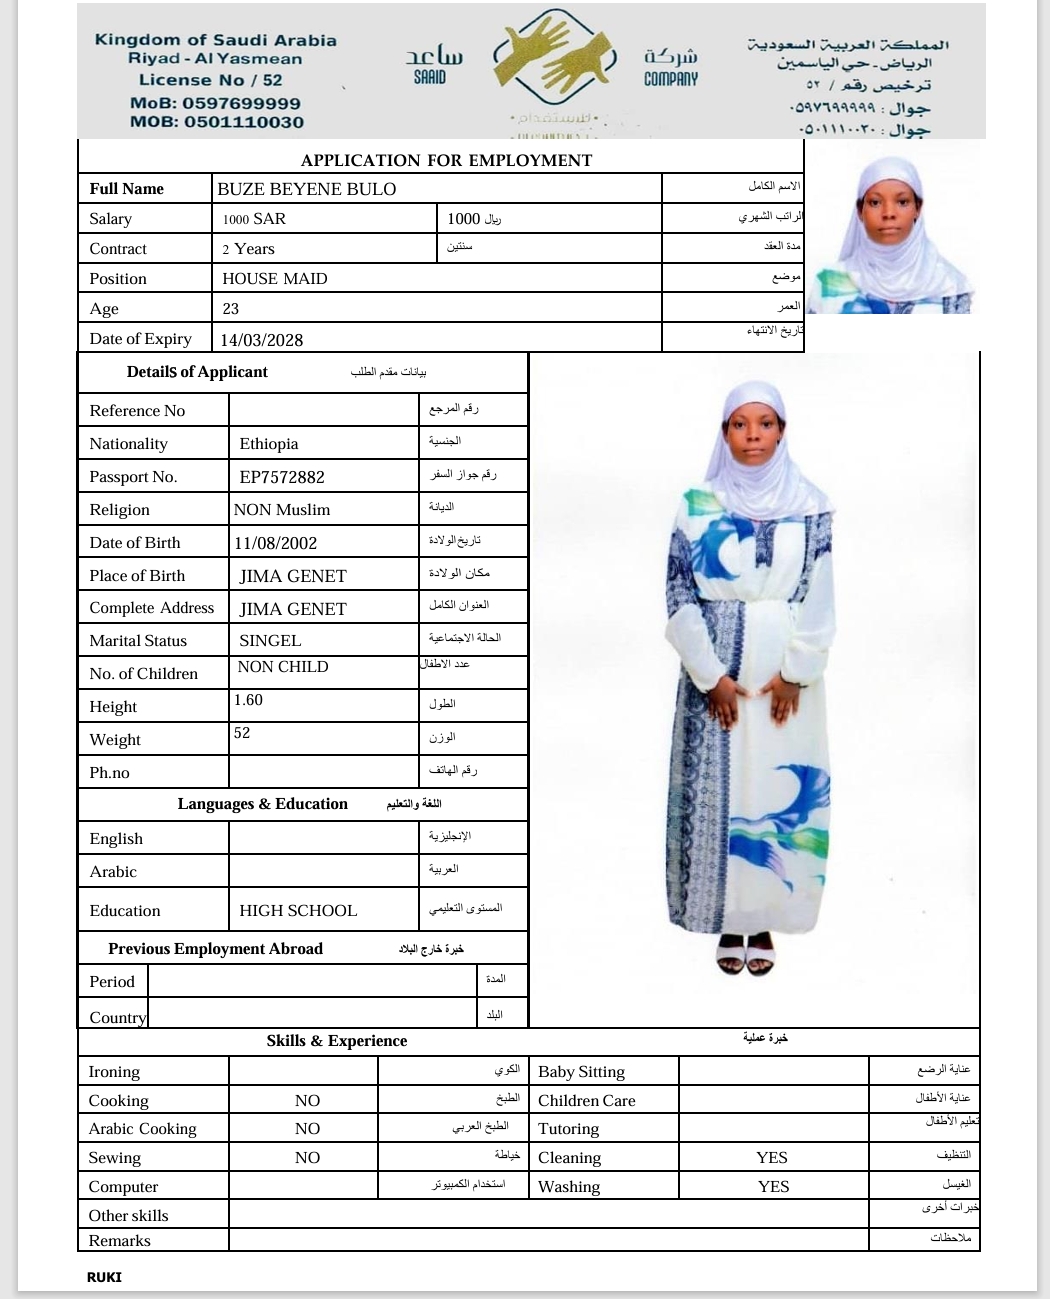 Kingdom of Saudi Arabia
Riyad - Al Yasmean
License No / 52
MoB: 0597699999
MOB: 0501110030
ساعد
SAAID
شركة
COMPANY
للاستقدام
المملكة العربية السعودية
الرياض - حي الياسمين
ترخيص رقم / ٥٢
جوال : ٠٥٩٧٦٩٩٩٩٩
جوال : ٠٥٠١١١٠٠٣٠
APPLICATION FOR EMPLOYMENT
Full Name BUZE BEYENE BULO الاسم الكامل
Salary 1000 SAR 1000 ريال الراتب الشهري
Contract 2 Years سنتين مدة العقد
Position HOUSE MAID موضع
Age 23 العمر
Date of Expiry 14/03/2028 تاريخ الانتهاء
Details of Applicant بيانات مقدم الطلب
Reference No رقم المرجع
Nationality Ethiopia الجنسية
Passport No. EP7572882 رقم جواز السفر
Religion NON Muslim الديانة
Date of Birth 11/08/2002 تاريخ الولادة
Place of Birth JIMA GENET مكان الولادة
Complete Address JIMA GENET العنوان الكامل
Marital Status SINGEL الحالة الاجتماعية
No. of Children NON CHILD عدد الاطفال
Height 1.60 الطول
Weight 52 الوزن
Ph.no رقم الهاتف
Languages & Education اللغة والتعليم
English الإنجليزية
Arabic العربية
Education HIGH SCHOOL المستوى التعليمي
Previous Employment Abroad خبرة خارج البلاد
Period المدة
Country البلد
Skills & Experience خبرة عملية
Ironing الكوي Baby Sitting عناية الرضع
Cooking NO الطبخ Children Care عناية الأطفال
Arabic Cooking NO الطبخ العربي Tutoring تعليم الأطفال
Sewing NO خياطة Cleaning YES التنظيف
Computer استخدام الكمبيوتر Washing YES الغيسل
Other skills خبرات أخرى
Remarks ملاحظات
RUKI